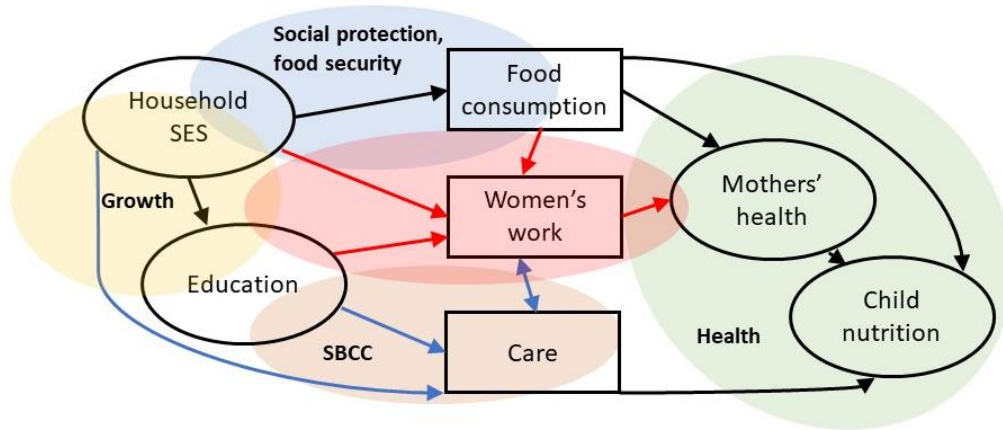 Social protection,
food security
Food
consumption
Household
SES
Mothers'
health
Growth
Women's
work
Education
Child
nutrition
SBCC
Care
Health